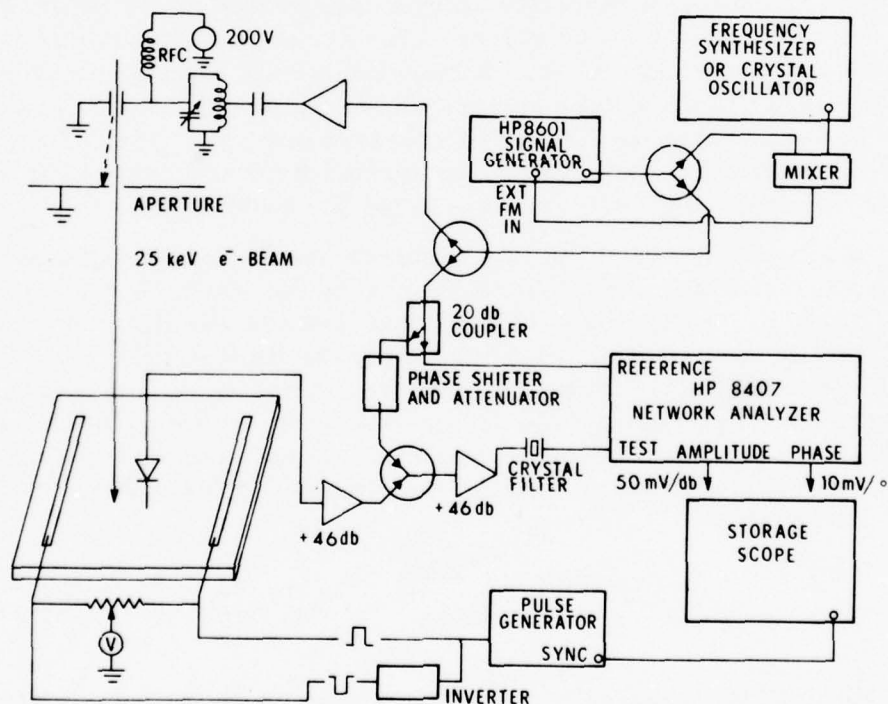 200V
RFC
FREQUENCY
SYNTHESIZER
OR CRYSTAL
OSCILLATOR
HP8601
SIGNAL
GENERATOR
MIXER
EXT
FM
IN
APERTURE
25 keV e⁻-BEAM
20 db
COUPLER
PHASE SHIFTER
AND ATTENUATOR
REFERENCE
HP 8407
NETWORK
ANALYZER
TEST AMPLITUDE PHASE
CRYSTAL
FILTER
50 mV/db
10mV/°
+46db
+46db
STORAGE
SCOPE
PULSE
GENERATOR
SYNC
V
INVERTER